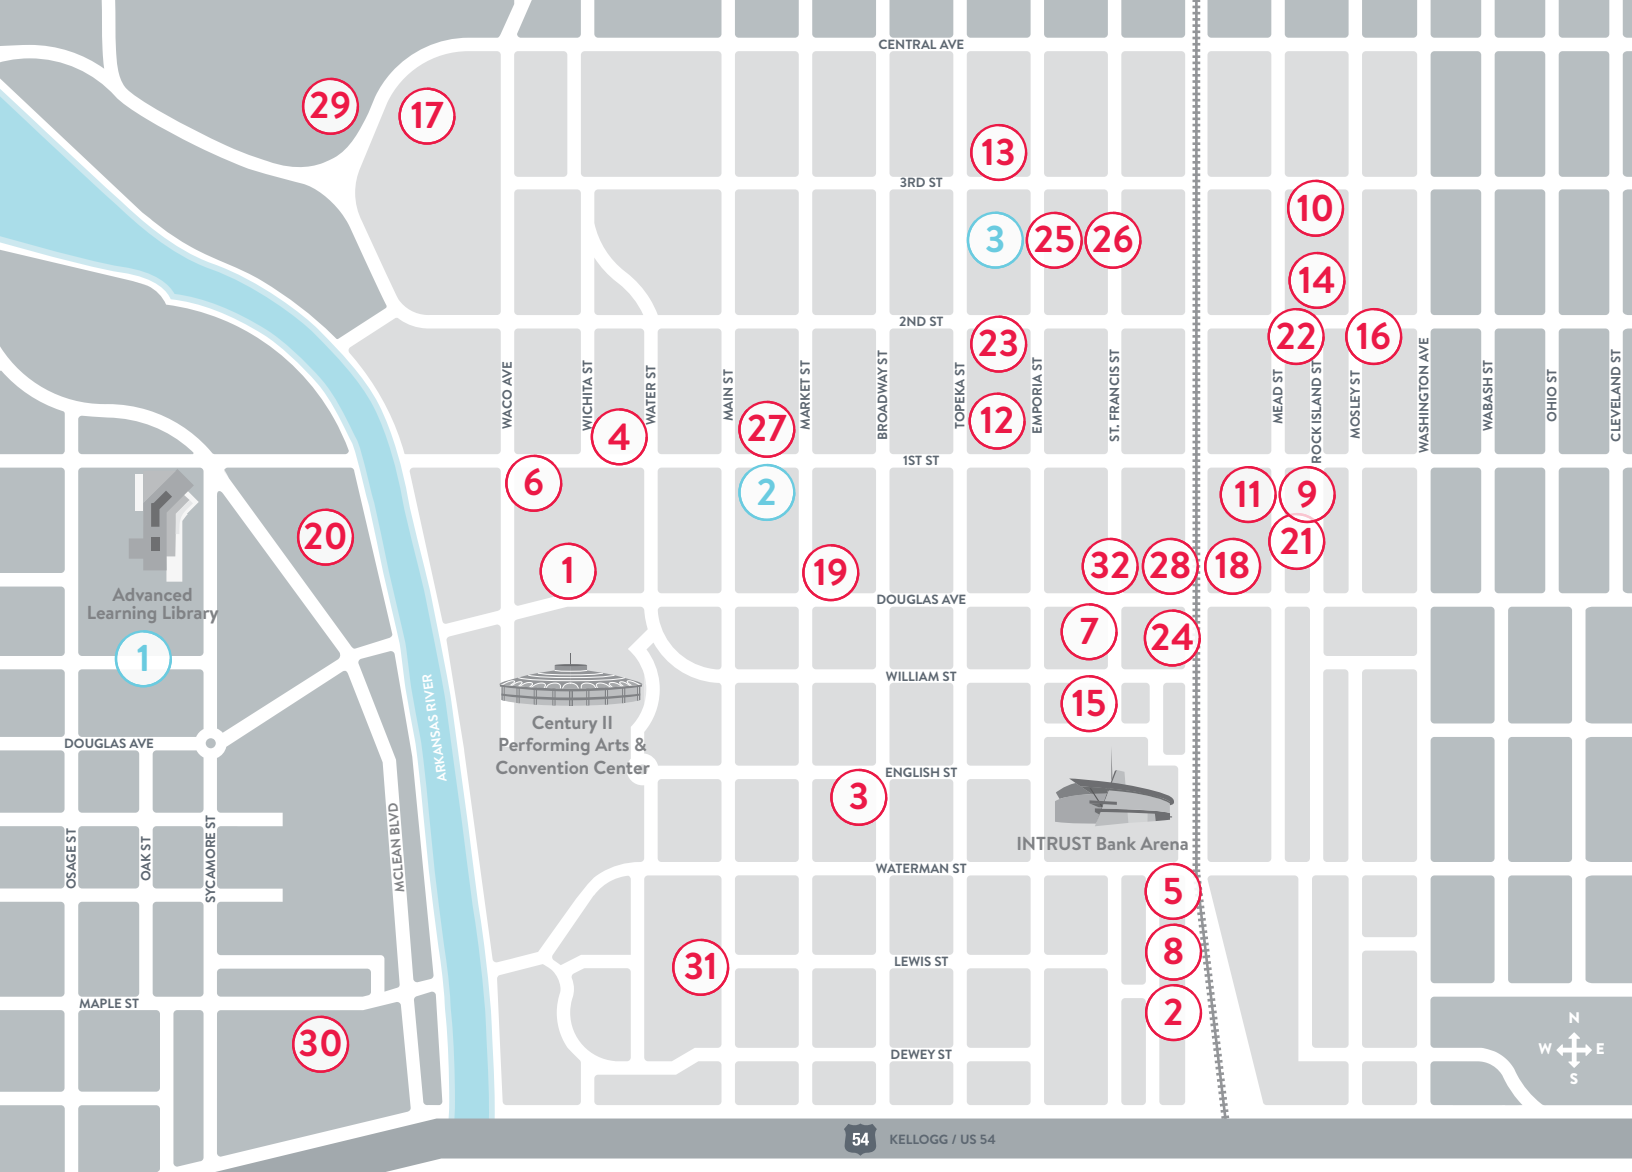 CENTRAL AVE
29
17
13
3RD ST
10
3
25
26
14
2ND ST
23
22
16
WACO AVE
WICHITA ST
WATER ST
MAIN ST
MARKET ST
BROADWAY ST
TOPEKA ST
EMPORIA ST
ST. FRANCIS ST
MEAD ST
ROCK ISLAND ST
MOSLEY ST
WASHINGTON AVE
WABASH ST
OHIO ST
CLEVELAND ST
4
27
12
1ST ST
6
2
11
9
20
21
1
19
32
28
18
Advanced
Learning Library
DOUGLAS AVE
1
7
24
WILLIAM ST
15
Century II
Performing Arts &
Convention Center
ARKANSAS RIVER
DOUGLAS AVE
ENGLISH ST
3
INTRUST Bank Arena
OSAGE ST
OAK ST
SYCAMORE ST
MCLEAN BLVD
WATERMAN ST
5
8
31
LEWIS ST
MAPLE ST
2
30
DEWEY ST
N
W
E
S
54
KELLOGG / US 54